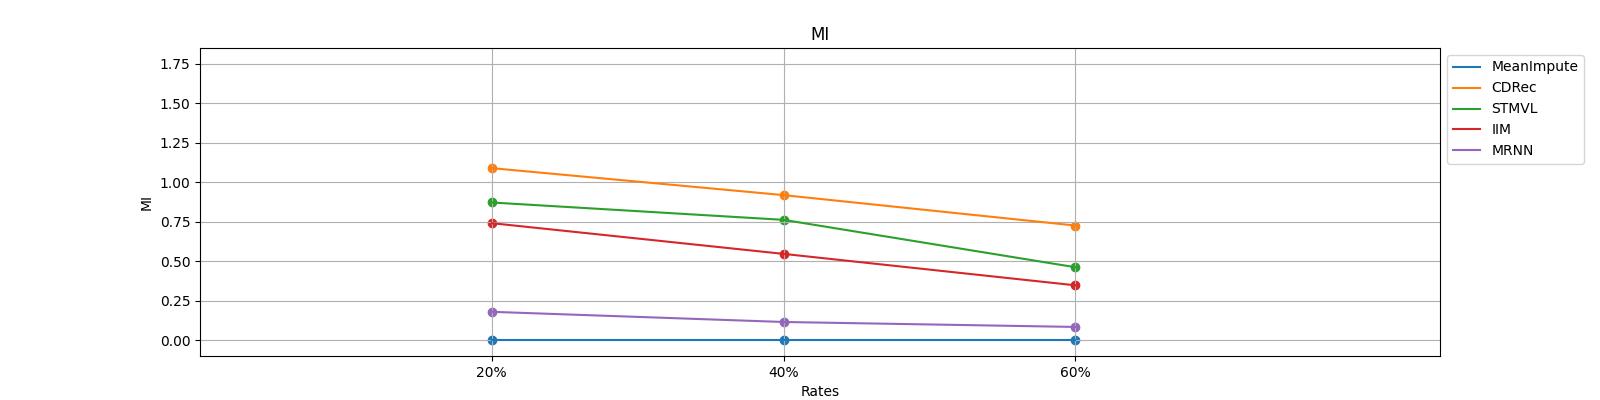 MI
1.75
1.50
1.25
1.00
0.75
0.50
0.25
0.00
MI
20%
40%
60%
Rates
MeanImpute
CDRec
STMVL
IIM
MRNN